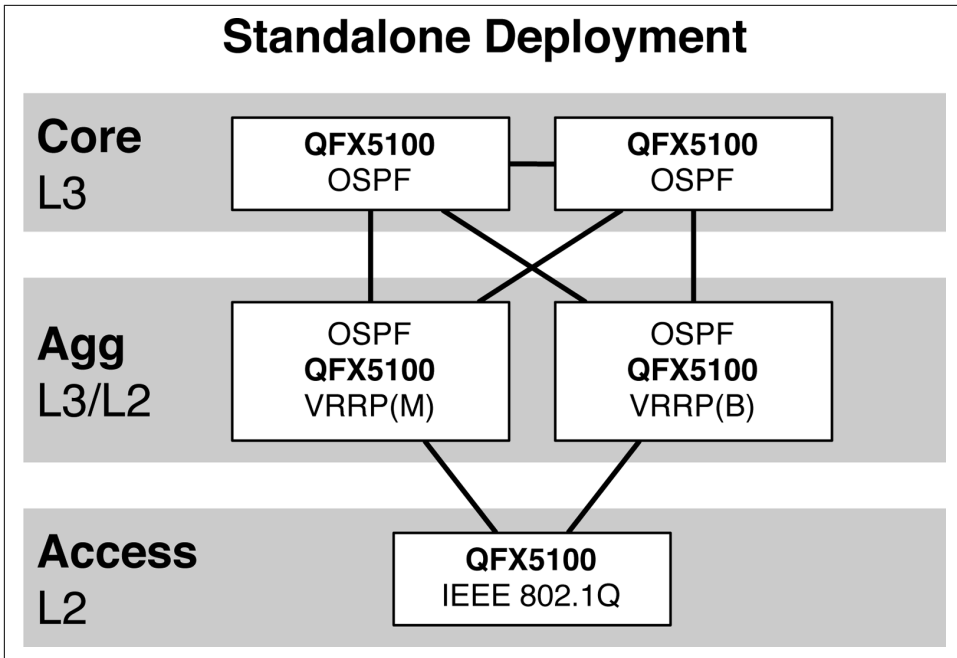 Standalone Deployment
Core
L3
QFX5100
OSPF
QFX5100
OSPF
Agg
L3/L2
OSPF
QFX5100
VRRP(M)
OSPF
QFX5100
VRRP(B)
Access
L2
QFX5100
IEEE 802.1Q